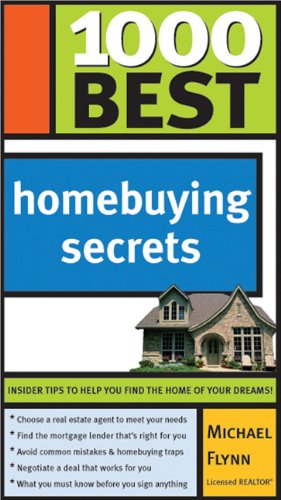 1000
BEST
homebuying
secrets
INSIDER TIPS TO HELP YOU FIND THE HOME OF YOUR DREAMS!
* Choose a real estate agent to meet your needs
* Find the mortgage lender that's right for you
* Avoid common mistakes & homebuying traps
* Negotiate a deal that works for you
* What you must know before you sign anything
MICHAEL
FLYNN
Licensed REALTOR®